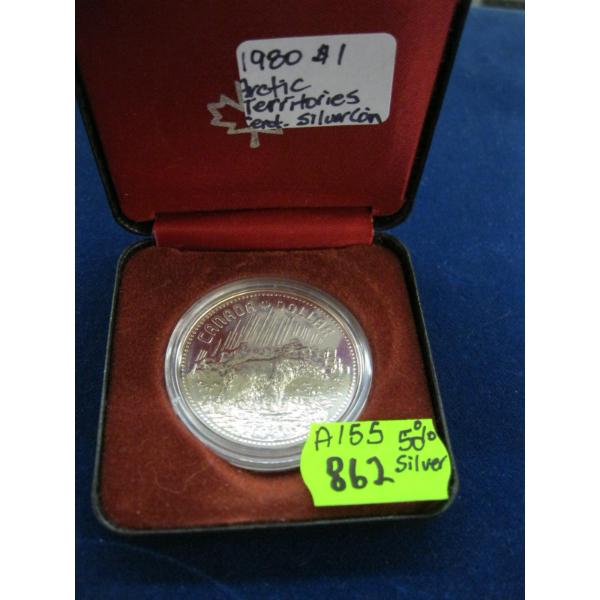 1980 $1
Arctic
Territories
Cent. Silver Coin
CANADA DOLLAR
A155 50%
862 Silver